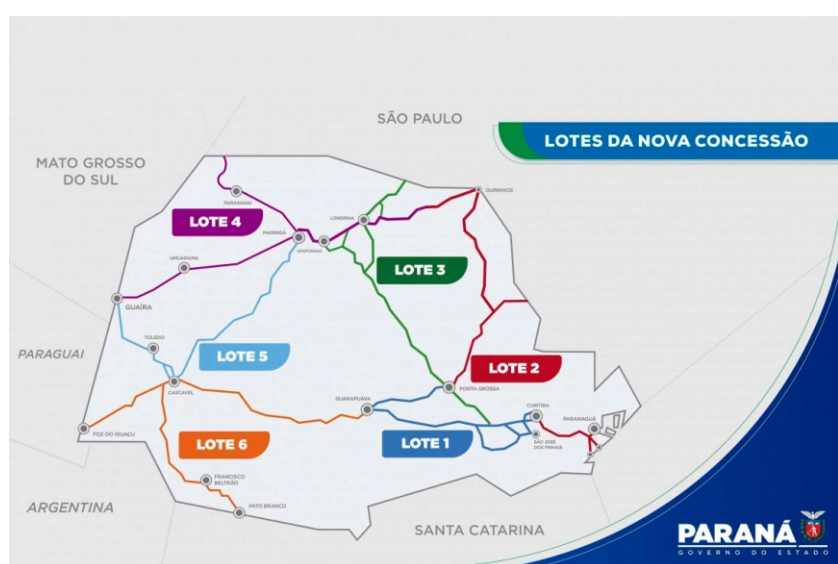 SÃO PAULO
LOTES DA NOVA CONCESSÃO
MATO GROSSO
DO SUL
OURINHOS
PARANAVAÍ
LOTE 4
LONDRINA
MARINGÁ
ARAPONGAS
UMUARAMA
LOTE 3
GUAÍRA
TOLEDO
PARAGUAI
LOTE 5
LOTE 2
CASCAVEL
PONTA GROSSA
GUARAPUAVA
CURITIBA
PARANAGUÁ
FOZ DO IGUAÇU
LOTE 6
LOTE 1
SÃO JOSÉ
DOS PINHAIS
FRANCISCO
BELTRÃO
ARGENTINA
PATO BRANCO
SANTA CATARINA
PARANÁ
GOVERNO DO ESTADO